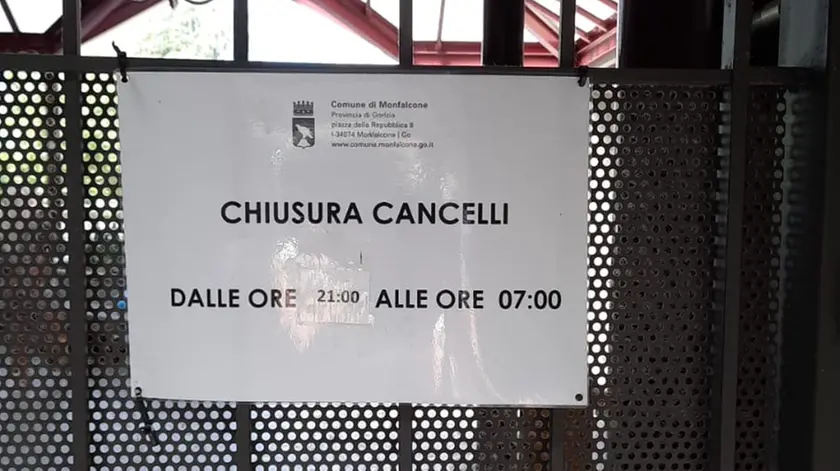 Comune di Monfalcone
Provincia di Gorizia
piazza della Repubblica 8
I-34074 Monfalcone | Go
www.comune.monfalcone.go.it
CHIUSURA CANCELLI
DALLE ORE 21:00 ALLE ORE 07:00